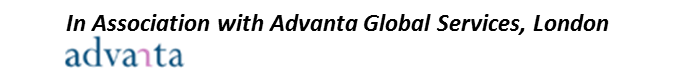 In Association with Advanta Global Services, London
advanta